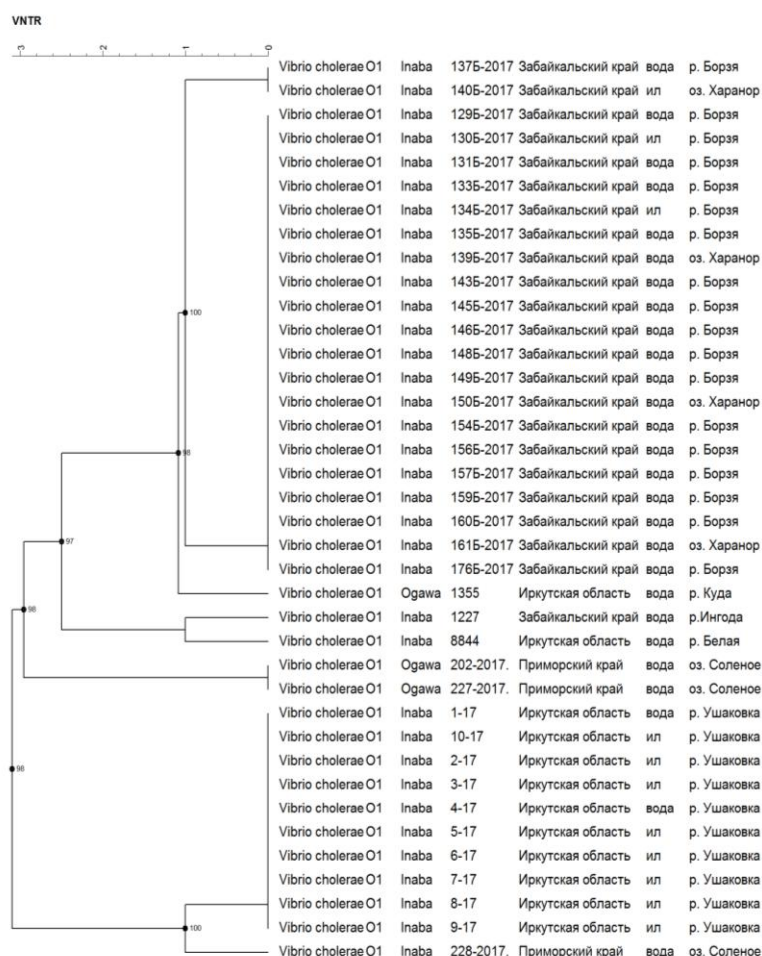 VNTR
-3 -2 -1 0
Vibrio cholerae O1 Inaba 137Б-2017 Забайкальский край вода р. Борзя
Vibrio cholerae O1 Inaba 140Б-2017 Забайкальский край ил оз. Харанор
Vibrio cholerae O1 Inaba 129Б-2017 Забайкальский край вода р. Борзя
Vibrio cholerae O1 Inaba 130Б-2017 Забайкальский край ил р. Борзя
Vibrio cholerae O1 Inaba 131Б-2017 Забайкальский край вода р. Борзя
Vibrio cholerae O1 Inaba 133Б-2017 Забайкальский край вода р. Борзя
Vibrio cholerae O1 Inaba 134Б-2017 Забайкальский край ил р. Борзя
Vibrio cholerae O1 Inaba 135Б-2017 Забайкальский край вода р. Борзя
Vibrio cholerae O1 Inaba 139Б-2017 Забайкальский край вода оз. Харанор
Vibrio cholerae O1 Inaba 143Б-2017 Забайкальский край вода р. Борзя
Vibrio cholerae O1 Inaba 145Б-2017 Забайкальский край вода р. Борзя
100
Vibrio cholerae O1 Inaba 146Б-2017 Забайкальский край вода р. Борзя
Vibrio cholerae O1 Inaba 148Б-2017 Забайкальский край вода р. Борзя
Vibrio cholerae O1 Inaba 149Б-2017 Забайкальский край вода р. Борзя
Vibrio cholerae O1 Inaba 150Б-2017 Забайкальский край вода оз. Харанор
Vibrio cholerae O1 Inaba 154Б-2017 Забайкальский край вода р. Борзя
Vibrio cholerae O1 Inaba 156Б-2017 Забайкальский край вода р. Борзя
98
Vibrio cholerae O1 Inaba 157Б-2017 Забайкальский край вода р. Борзя
Vibrio cholerae O1 Inaba 159Б-2017 Забайкальский край вода р. Борзя
Vibrio cholerae O1 Inaba 160Б-2017 Забайкальский край вода р. Борзя
97
Vibrio cholerae O1 Inaba 161Б-2017 Забайкальский край вода оз. Харанор
Vibrio cholerae O1 Inaba 176Б-2017 Забайкальский край вода р. Борзя
Vibrio cholerae O1 Ogawa 1355 Иркутская область вода р. Куда
98
Vibrio cholerae O1 Inaba 1227 Забайкальский край вода р.Ингода
Vibrio cholerae O1 Inaba 8844 Иркутская область вода р. Белая
Vibrio cholerae O1 Ogawa 202-2017. Приморский край вода оз. Соленое
Vibrio cholerae O1 Ogawa 227-2017. Приморский край вода оз. Соленое
Vibrio cholerae O1 Inaba 1-17 Иркутская область вода р. Ушаковка
Vibrio cholerae O1 Inaba 10-17 Иркутская область ил р. Ушаковка
Vibrio cholerae O1 Inaba 2-17 Иркутская область ил р. Ушаковка
98
Vibrio cholerae O1 Inaba 3-17 Иркутская область ил р. Ушаковка
Vibrio cholerae O1 Inaba 4-17 Иркутская область вода р. Ушаковка
Vibrio cholerae O1 Inaba 5-17 Иркутская область ил р. Ушаковка
Vibrio cholerae O1 Inaba 6-17 Иркутская область ил р. Ушаковка
Vibrio cholerae O1 Inaba 7-17 Иркутская область ил р. Ушаковка
Vibrio cholerae O1 Inaba 8-17 Иркутская область ил р. Ушаковка
Vibrio cholerae O1 Inaba 9-17 Иркутская область ил р. Ушаковка
100
Vibrio cholerae O1 Inaba 228-2017. Приморский край вода оз. Соленое